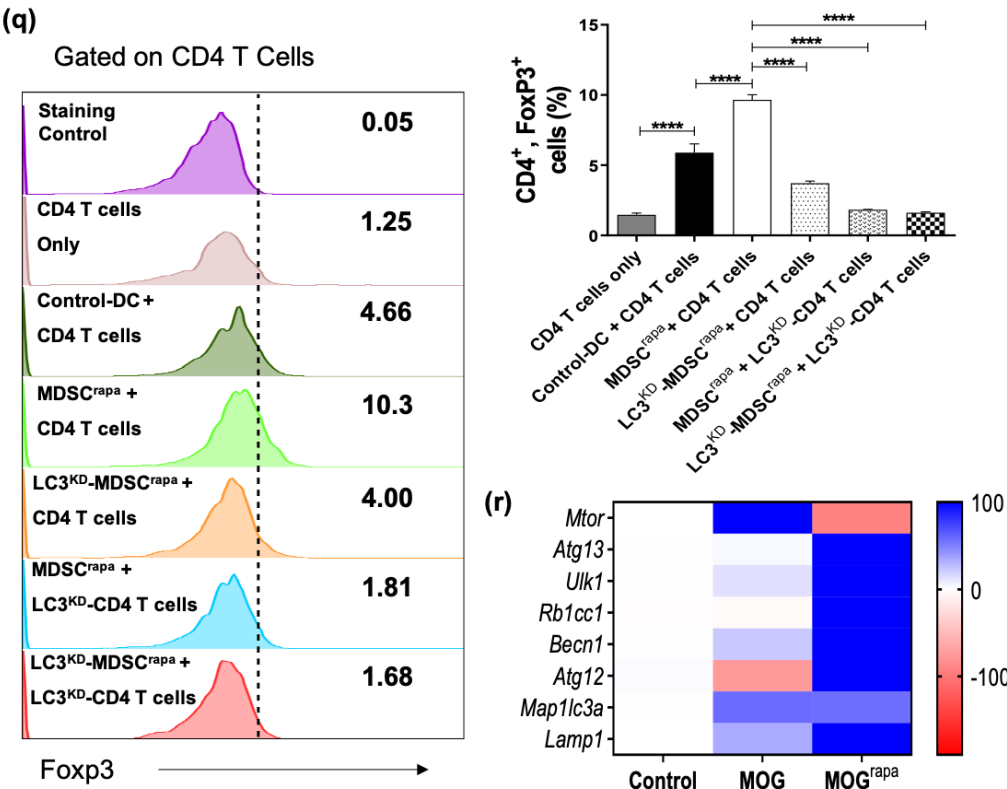 (q)
Gated on CD4 T Cells
Staining
Control
0.05
CD4 T cells
Only
1.25
Control-DC +
CD4 T cells
4.66
MDSCrapa +
CD4 T cells
10.3
LC3KD-MDSCrapa +
CD4 T cells
4.00
MDSCrapa +
LC3KD-CD4 T cells
1.81
LC3KD-MDSCrapa +
LC3KD-CD4 T cells
1.68
Foxp3
CD4+, FoxP3+
cells (%)
15
10
5
0
****
****
****
****
****
CD4 T cells only
Control-DC + CD4 T cells
MDSCrapa + CD4 T cells
LC3KD -MDSCrapa + CD4 T cells
MDSCrapa + LC3KD -CD4 T cells
LC3KD -MDSCrapa + LC3KD -CD4 T cells
(r)
Mtor
Atg13
Ulk1
Rb1cc1
Becn1
Atg12
Map1lc3a
Lamp1
Control
MOG
MOGrapa
100
0
-100